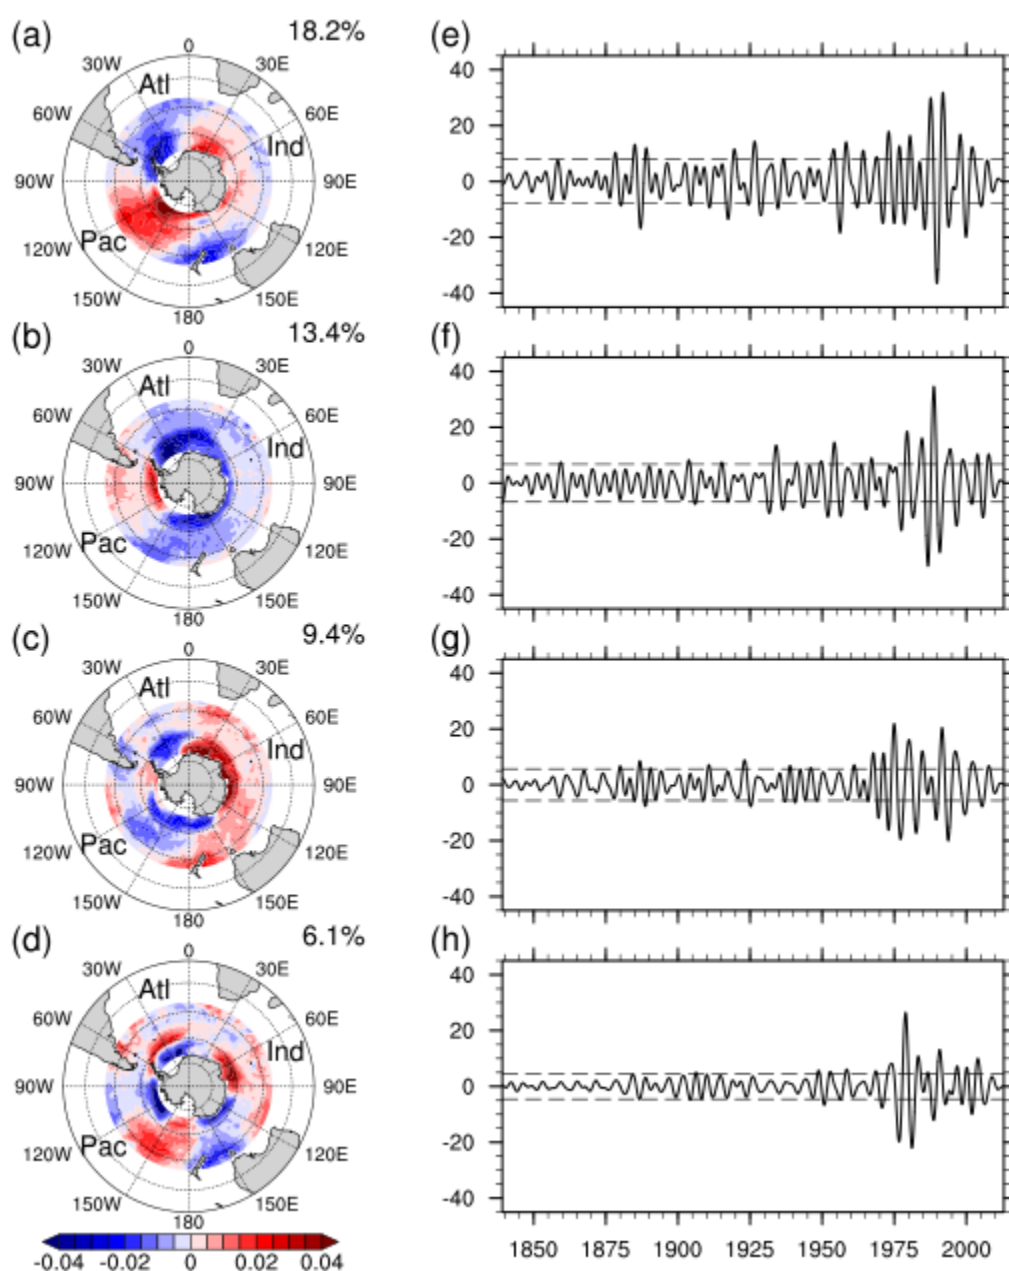 (a) 18.2%
0
30W 30E
Atl
60W 60E
Ind
90W 90E
Pac
120W 120E
150W 150E
180
(e)
40
20
0
-20
-40
(b) 13.4%
0
30W 30E
Atl
60W 60E
Ind
90W 90E
Pac
120W 120E
150W 150E
180
(f)
40
20
0
-20
-40
(c) 9.4%
0
30W 30E
Atl
60W 60E
Ind
90W 90E
Pac
120W 120E
150W 150E
180
(g)
40
20
0
-20
-40
(d) 6.1%
0
30W 30E
Atl
60W 60E
Ind
90W 90E
Pac
120W 120E
150W 150E
180
-0.04 -0.02 0 0.02 0.04
(h)
40
20
0
-20
-40
1850 1875 1900 1925 1950 1975 2000